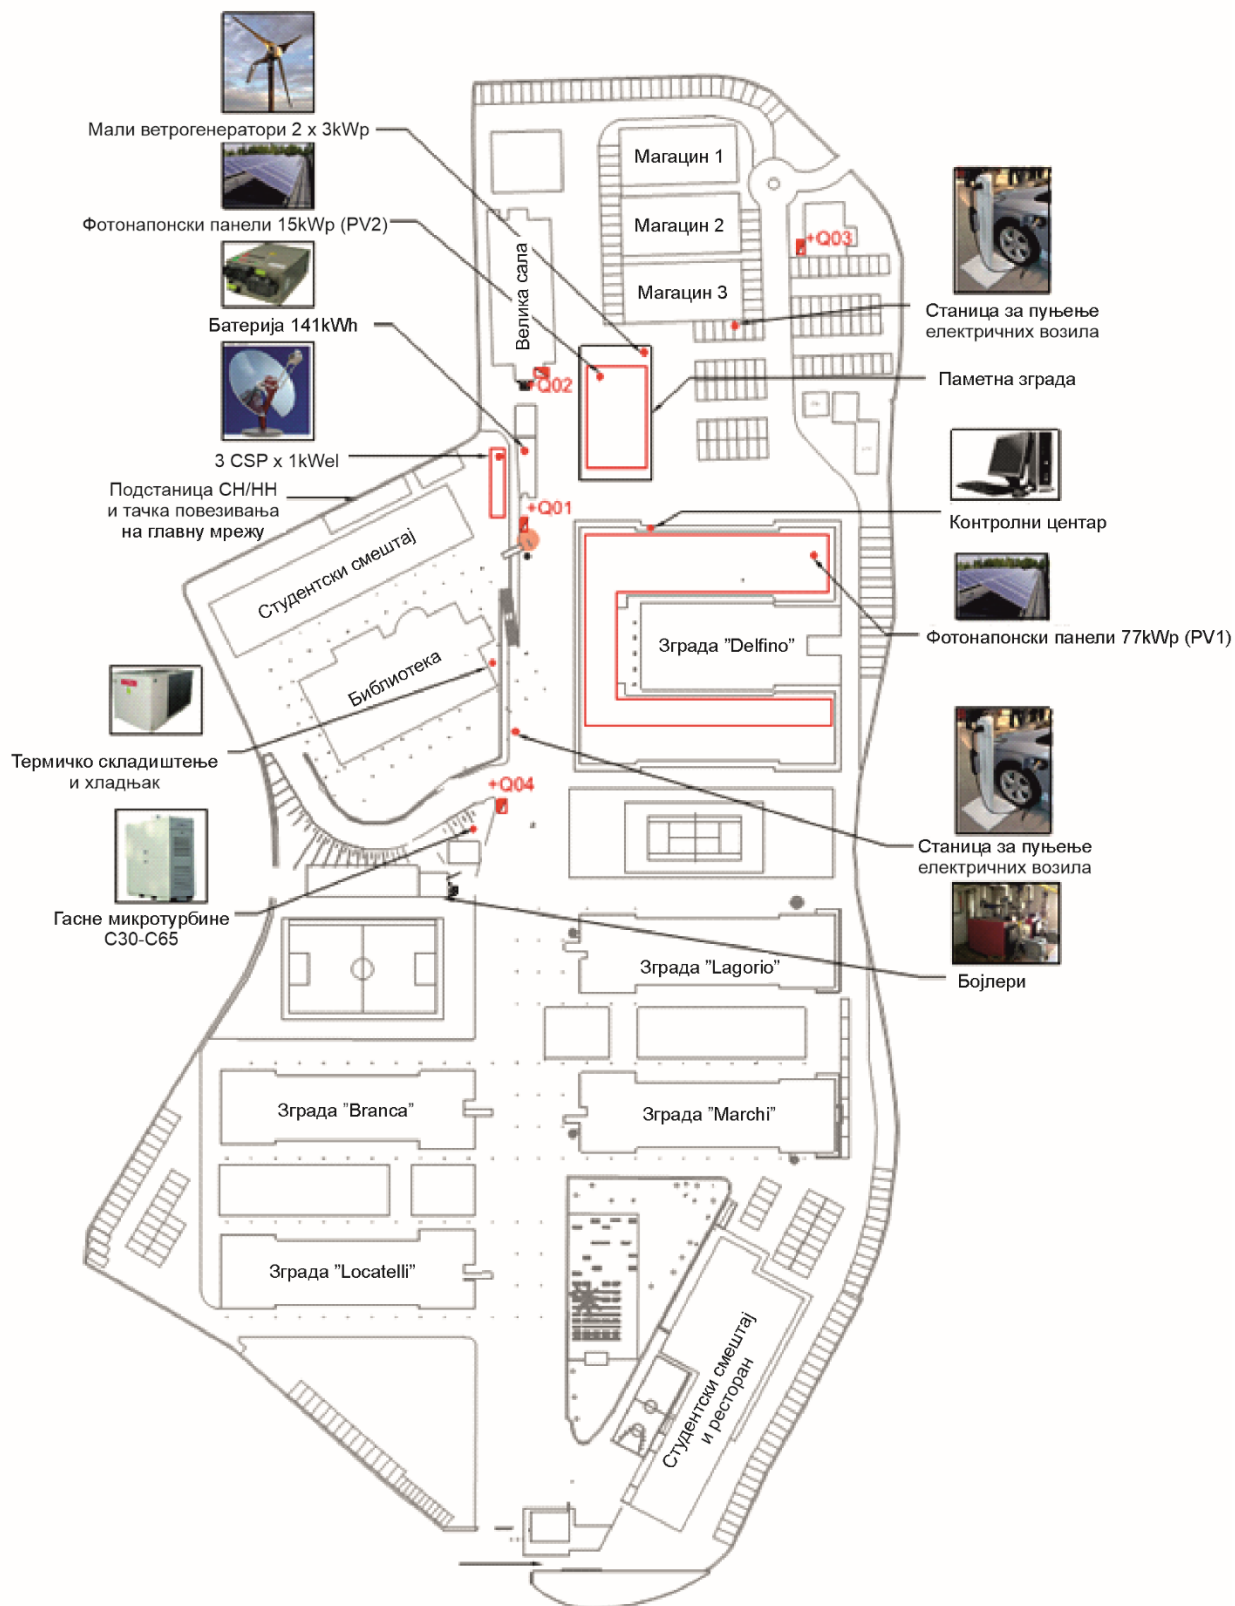 Мали ветрогенератори 2 x 3kWp
Фотонапонски панели 15kWp (PV2)
Батерија 141kWh
3 CSP x 1kWel
Подстаница СН/НН
и тачка повезивања
на главну мрежу
Магацин 1
Магацин 2
Магацин 3
Велика сала
+Q03
+Q02
+Q01
Станица за пуњење
електричних возила
Паметна зграда
Контролни центар
Фотонапонски панели 77kWp (PV1)
Студентски смештај
Библиотека
Зграда "Delfino"
Термичко складиштење
и хладњак
+Q04
Гасне микротурбине
C30-C65
Станица за пуњење
електричних возила
Бојлери
Зграда "Lagorio"
Зграда "Branca"
Зграда "Marchi"
Зграда "Locatelli"
Студентски смештај
и ресторан